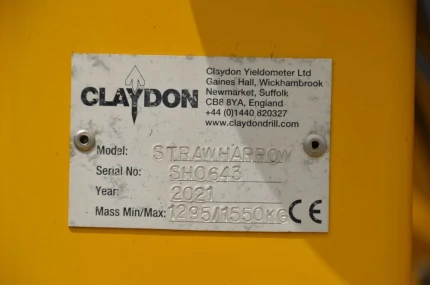 CLAYDON
Claydon Yieldometer Ltd
Gaines Hall, Wickhambrook
Newmarket, Suffolk
CB8 8YA, England
+44 (0)1440 820327
www.claydondrill.com
Model: STRAWHARROW
Serial No: SH0643
Year: 2021
Mass Min/Max: 1295/1550KG CE